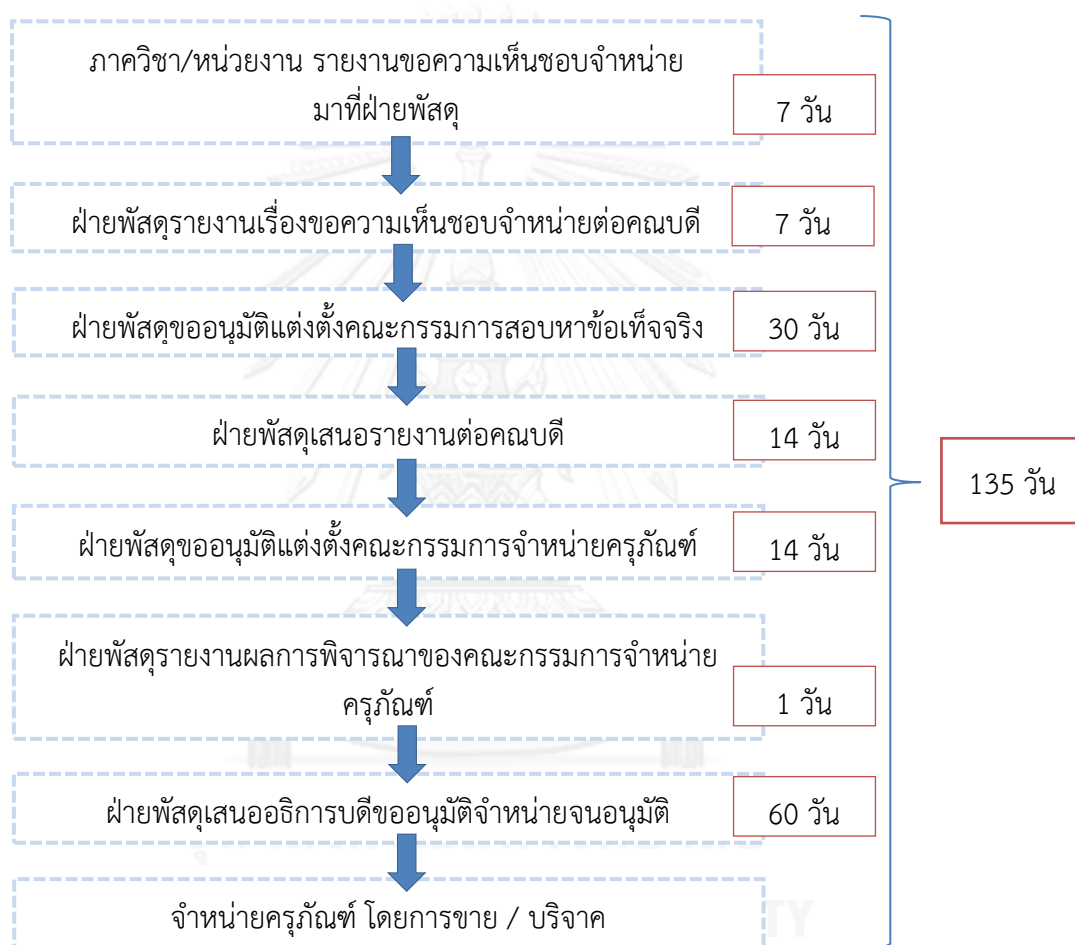 ภาควิชา/หน่วยงาน รายงานขอความเห็นชอบจำหน่าย
มาที่ฝ่ายพัสดุ
7 วัน
ฝ่ายพัสดุรายงานเรื่องขอความเห็นชอบจำหน่ายต่อคณบดี
7 วัน
ฝ่ายพัสดุขออนุมัติแต่งตั้งคณะกรรมการสอบหาข้อเท็จจริง
30 วัน
ฝ่ายพัสดุเสนอรายงานต่อคณบดี
14 วัน
135 วัน
ฝ่ายพัสดุขออนุมัติแต่งตั้งคณะกรรมการจำหน่ายครุภัณฑ์
14 วัน
ฝ่ายพัสดุรายงานผลการพิจารณาของคณะกรรมการจำหน่าย
ครุภัณฑ์
1 วัน
ฝ่ายพัสดุเสนออธิการบดีขออนุมัติจำหน่ายจนอนุมัติ
60 วัน
จำหน่ายครุภัณฑ์ โดยการขาย / บริจาค